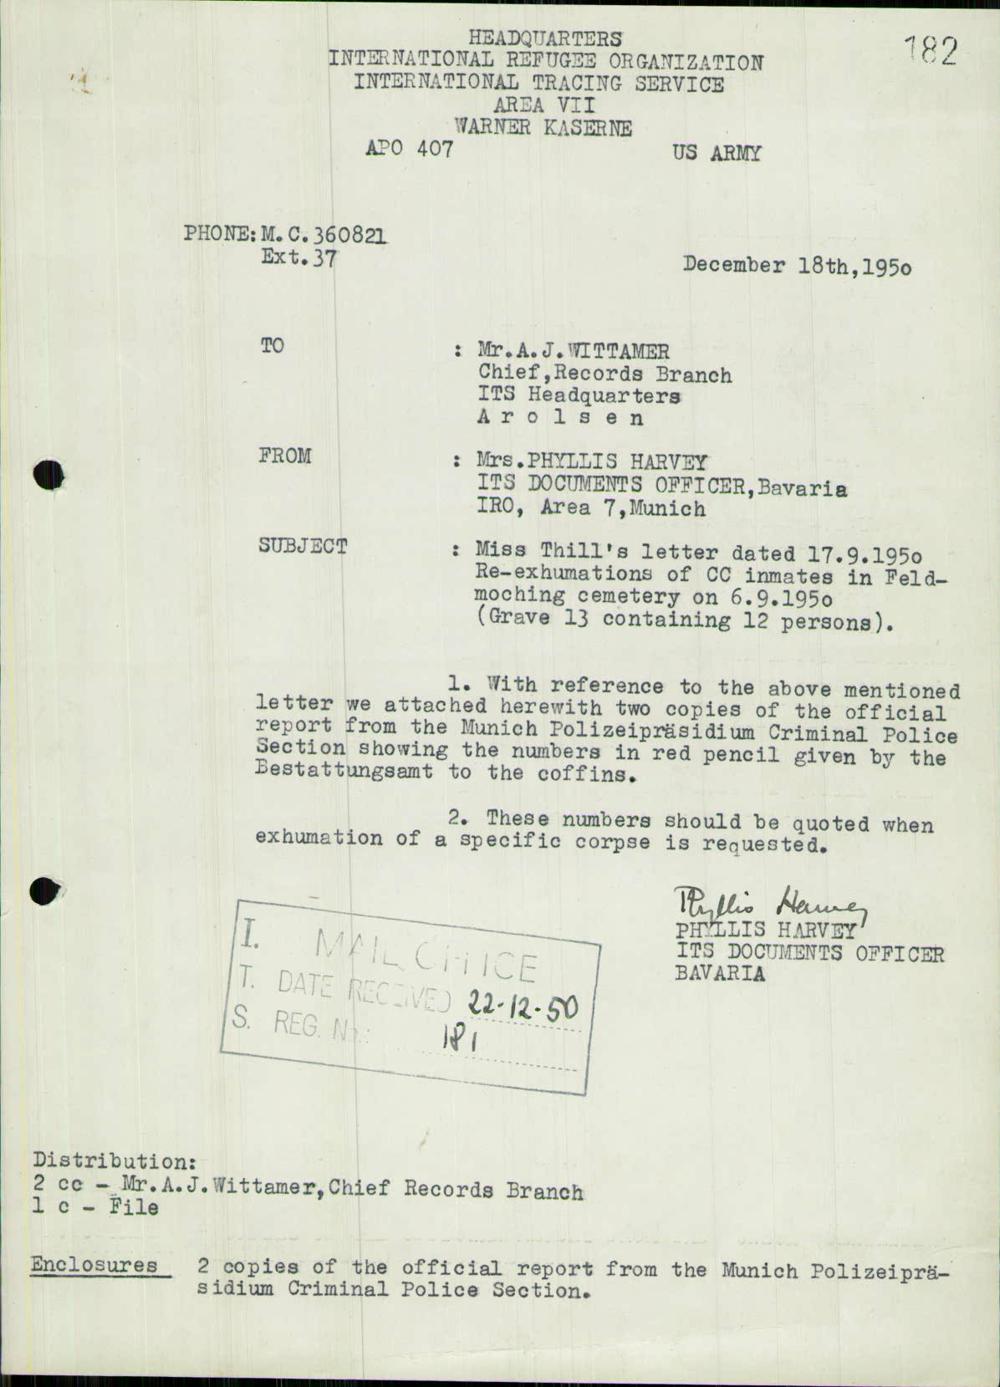 182
HEADQUARTERS
INTERNATIONAL REFUGEE ORGANIZATION
INTERNATIONAL TRACING SERVICE
AREA VII
WARNER KASERNE
APO 407 US ARMY
PHONE: M.C.360821
Ext.37
December 18th,195o
TO : Mr.A.J.WITTAMER
Chief,Records Branch
ITS Headquarters
A r o l s e n
FROM : Mrs.PHYLLIS HARVEY
ITS DOCUMENTS OFFICER,Bavaria
IRO, Area 7,Munich
SUBJECT : Miss Thill's letter dated 17.9.195o
Re-exhumations of CC inmates in Feld-
moching cemetery on 6.9.195o
(Grave 13 containing 12 persons).
1. With reference to the above mentioned
letter we attached herewith two copies of the official
report from the Munich Polizeipräsidium Criminal Police
Section showing the numbers in red pencil given by the
Bestattungsamt to the coffins.
2. These numbers should be quoted when
exhumation of a specific corpse is requested.
Phyllis Harvey
PHYLLIS HARVEY
ITS DOCUMENTS OFFICER
BAVARIA
I. MAIL OFFICE
T. DATE RECEIVED 22-12-50
S. REG. No.: 181
Distribution:
2 cc - Mr.A.J.Wittamer,Chief Records Branch
1 c - File
Enclosures 2 copies of the official report from the Munich Polizeiprä-
sidium Criminal Police Section.